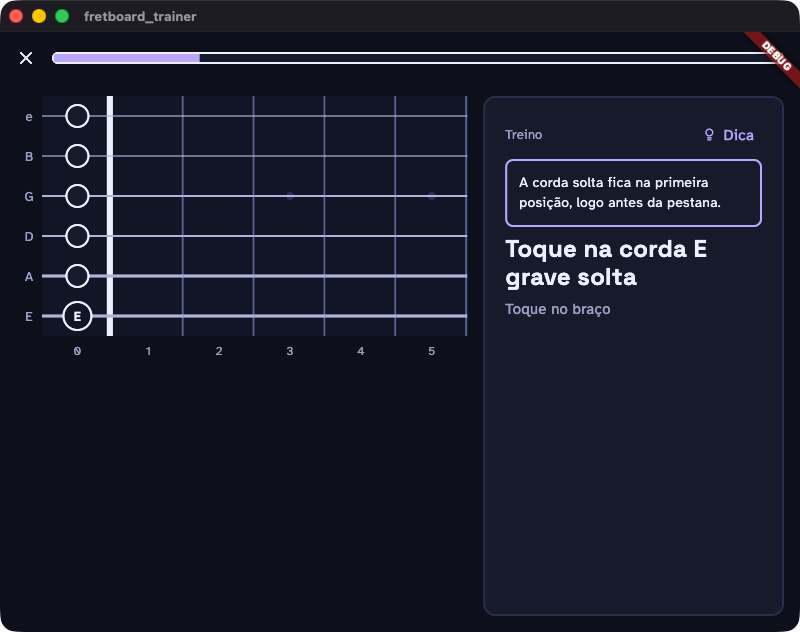 fretboard_trainer
DEBUG
Treino
Dica
A corda solta fica na primeira
posição, logo antes da pestana.
Toque na corda E
grave solta
Toque no braço
e
B
G
D
A
E
E
0 1 2 3 4 5